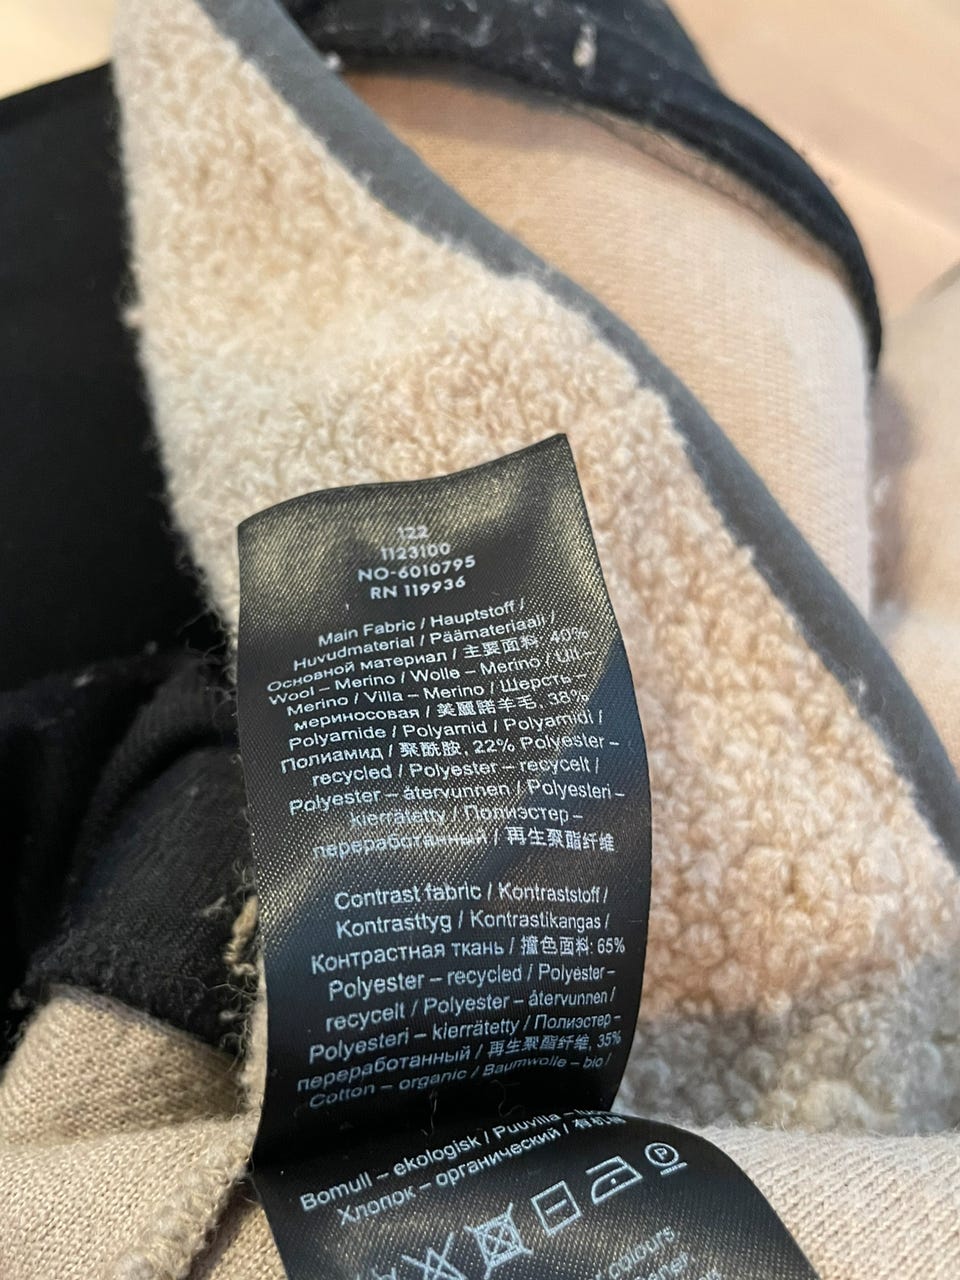 122
1123100
NO-6010795
RN 119936
Main Fabric / Hauptstoff /
Huvudmaterial / Päämateriaali /
Основной материал / 主要面料: 40%
Wool – Merino / Wolle – Merino / Ull –
Merino / Villa – Merino / Шерсть –
мериносовая / 美麗諾羊毛, 38%
Polyamide / Polyamid / Polyamidi /
Полиамид / 聚酰胺, 22% Polyester –
recycled / Polyester – recycelt /
Polyester – återvunnen / Polyesteri –
kierrätetty / Полиэстер –
переработанный / 再生聚酯纤维
Contrast fabric / Kontraststoff /
Kontrasttyg / Kontrastikangas /
Контрастная ткань / 撞色面料: 65%
Polyester – recycled / Polyester –
recycelt / Polyester – återvunnen /
Polyesteri – kierrätetty / Полиэстер –
переработанный / 再生聚酯纤维, 35%
Cotton – organic / Baumwolle – bio /
Bomull – ekologisk / Puuvilla –
Хлопок – органический /
P
colours